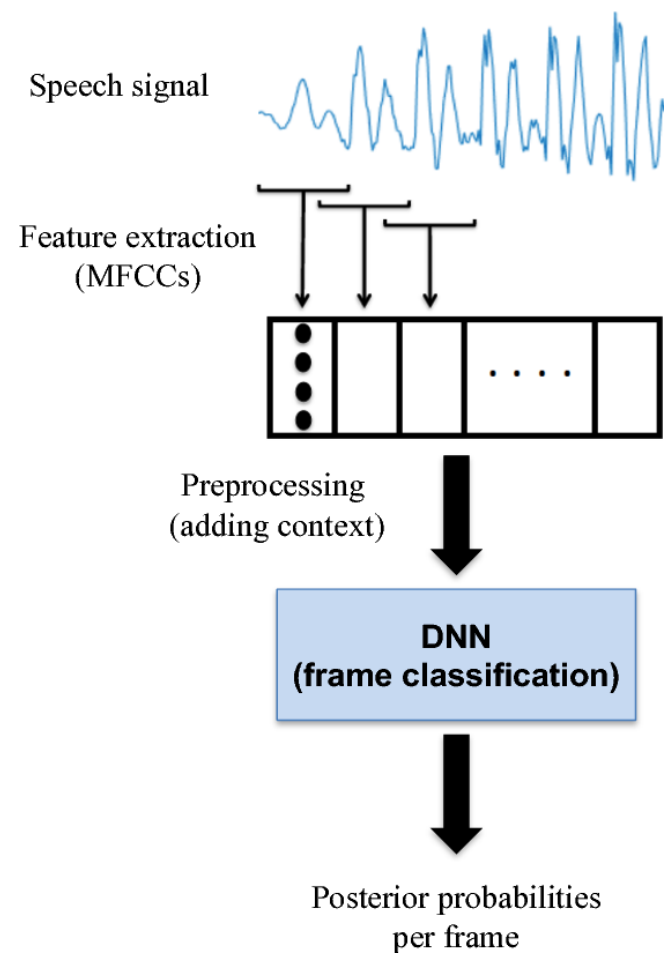 Speech signal
Feature extraction
(MFCCs)
. . . .
Preprocessing
(adding context)
DNN
(frame classification)
Posterior probabilities
per frame